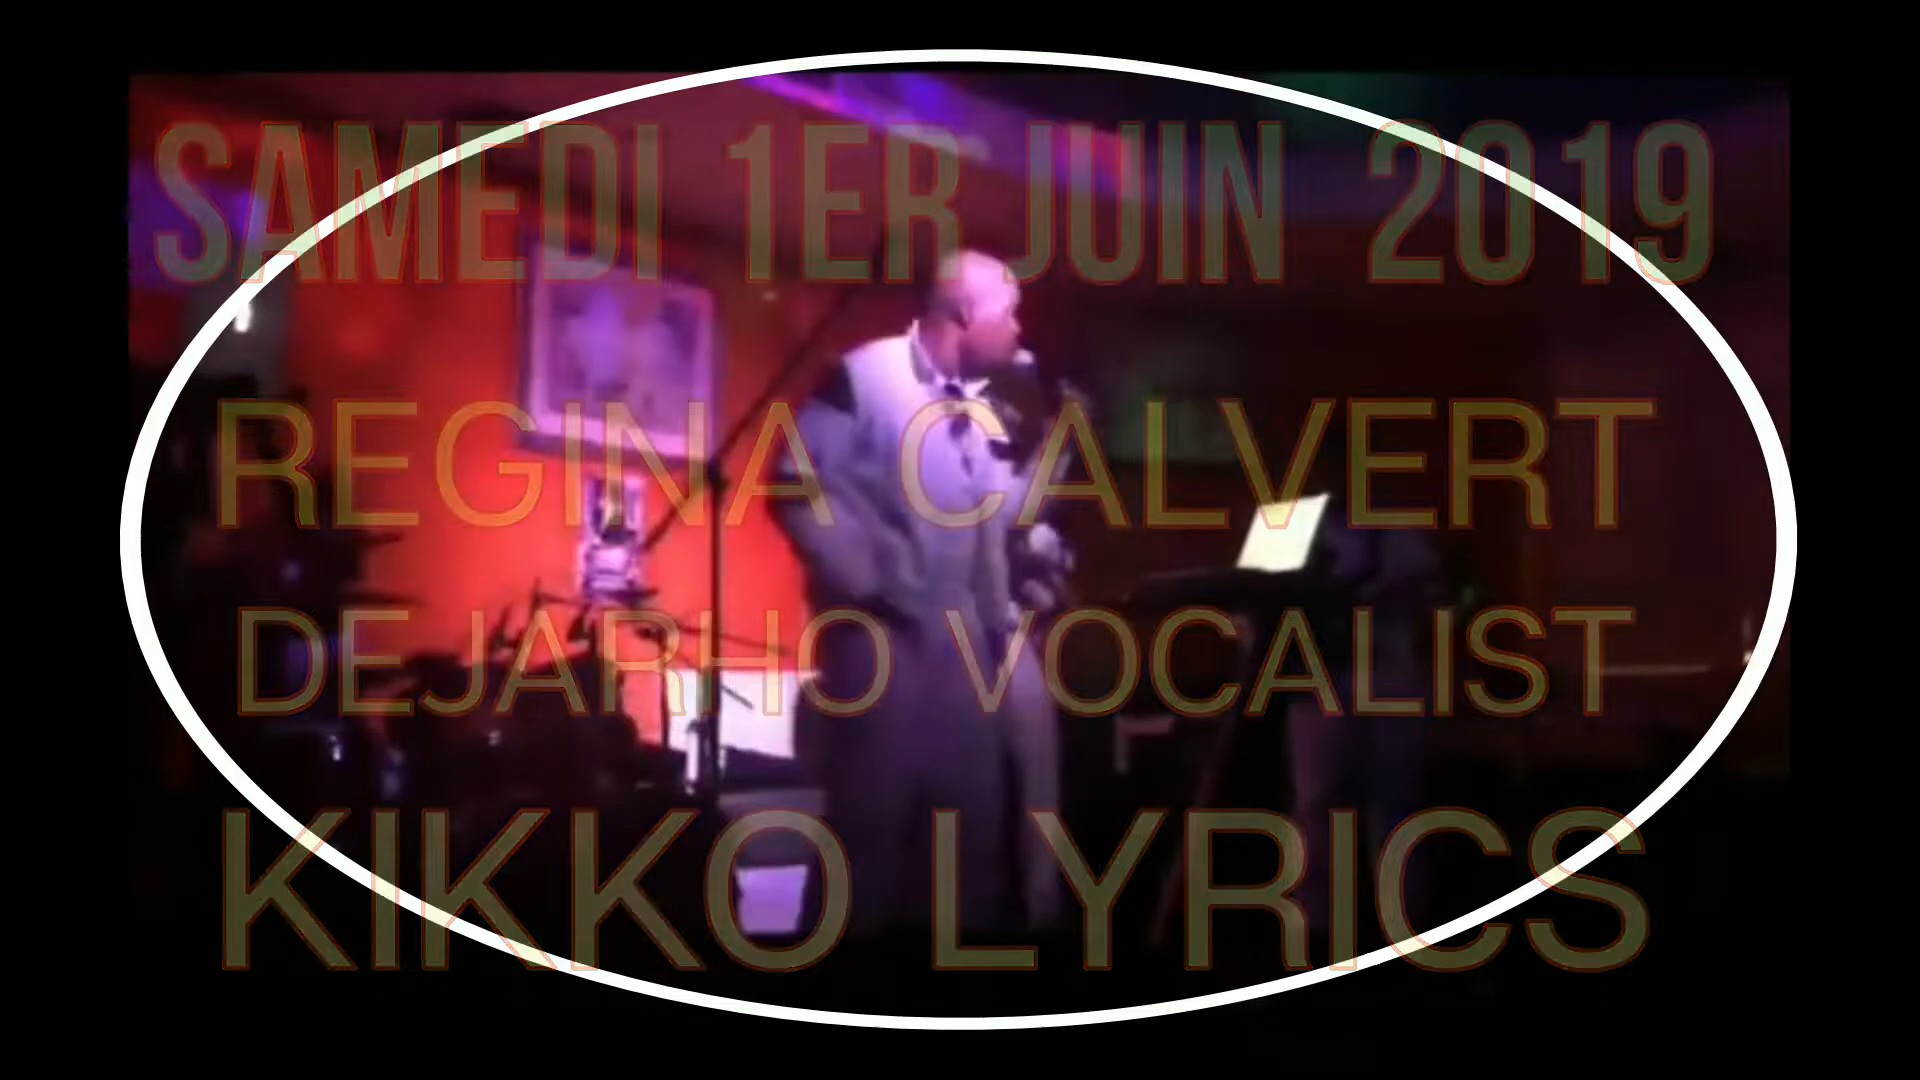 SAMEDI 1ER JUIN 2019
REGINA CALVERT
DEJARHO VOCALIST
KIKKO LYRICS